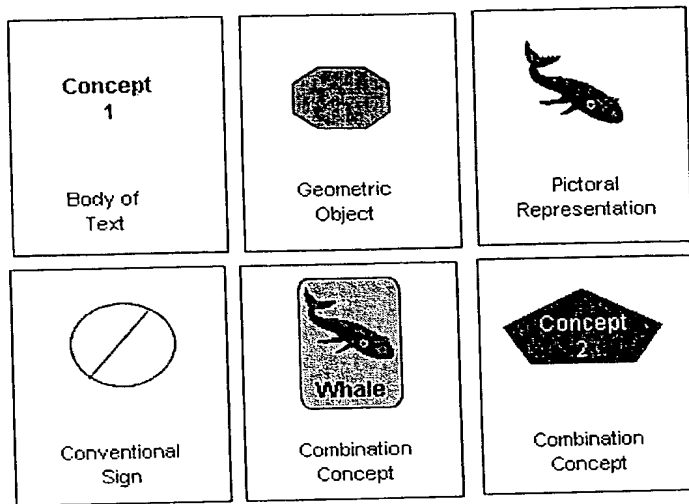 Concept
1
Body of
Text
Geometric
Object
Pictoral
Representation
Conventional
Sign
Whale
Combination
Concept
Concept
2
Combination
Concept